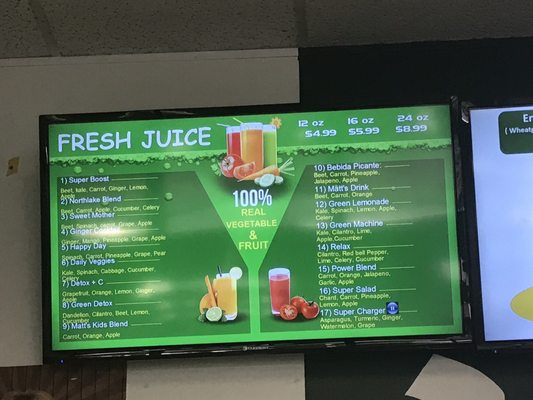 FRESH JUICE
12 oz 16 oz 24 oz
$4.99 $5.99 $8.99
1) Super Boost
Beet, kale, Carrot, Ginger, Lemon,
Apple
2) Northlake Blend
Beet, Carrot, Apple, Cucumber, Celery
3) Sweet Mother
Beet, Spinach, Carrot, Grape, Apple
4) Ginger
Ginger, Mango, Pineapple, Grape, Apple
5) Happy Day
Spinach, Carrot, Pineapple, Grape, Pear
6) Daily Veggies
Kale, Spinach, Cabbage, Cucumber,
Celery
7) Detox + C
Grapefruit, Orange, Lemon, Ginger,
Apple
8) Green Detox
Dandelion, Cilantro, Beet, Lemon,
Cucumber
9) Matt's Kids Blend
Carrot, Orange, Apple
100%
REAL
VEGETABLE
&
FRUIT
10) Bebida Picante:
Beet, Carrot, Pineapple,
Jalapeno, Apple
11) Matt's Drink
Beet, Carrot, Orange
12) Green Lemonade
Kale, Spinach, Lemon, Apple,
Celery
13) Green Machine
Kale, Cilantro, Lime,
Apple,Cucumber
14) Relax
Cilantro, Red bell Pepper,
Lime, Celery, Cucumber
15) Power Blend
Carrot, Orange, Jalapeno,
Garlic, Apple
16) Super Salad
Chard, Carrot, Pineapple,
Lemon, Apple
17) Super Charger
Asparagus, Turmeric, Ginger,
Watermelon, Grape
En
( Wheatg